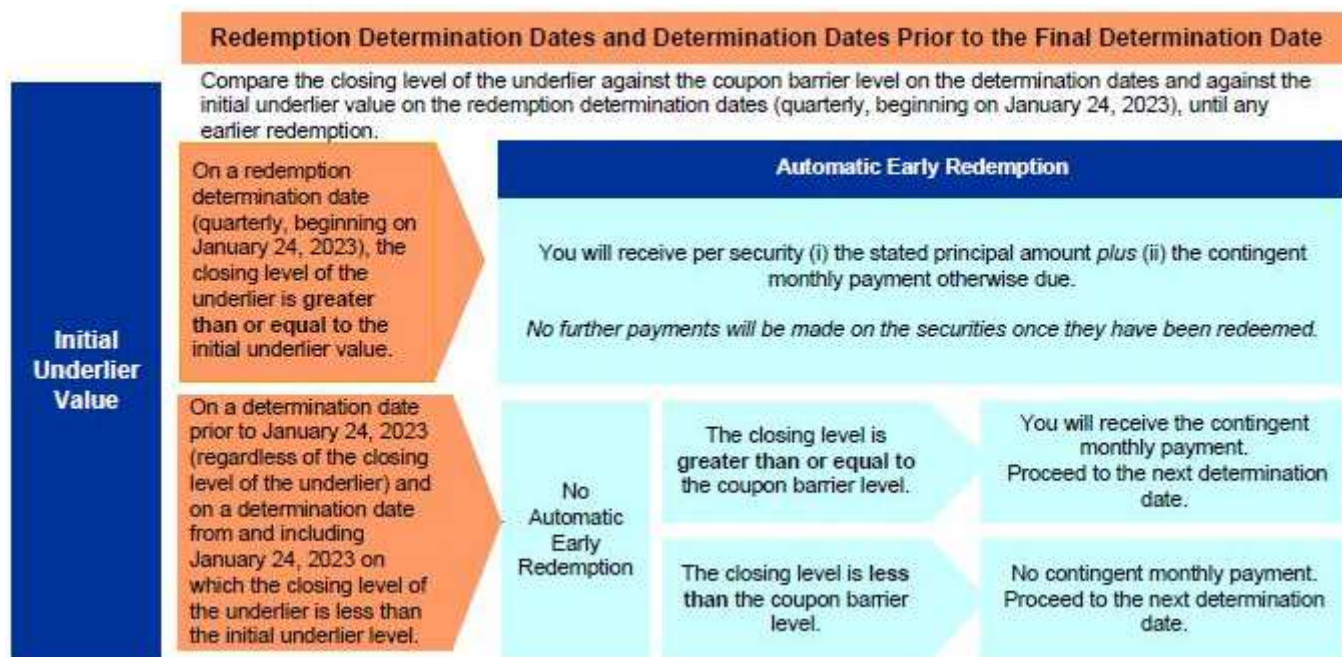 Redemption Determination Dates and Determination Dates Prior to the Final Determination Date
Compare the closing level of the underlier against the coupon barrier level on the determination dates and against the
initial underlier value on the redemption determination dates (quarterly, beginning on January 24, 2023), until any
earlier redemption.
Initial
Underlier
Value
On a redemption
determination date
(quarterly, beginning on
January 24, 2023), the
closing level of the
underlier is greater
than or equal to the
initial underlier value.
Automatic Early Redemption
You will receive per security (i) the stated principal amount plus (ii) the contingent
monthly payment otherwise due.
No further payments will be made on the securities once they have been redeemed.
On a determination date
prior to January 24, 2023
(regardless of the closing
level of the underlier) and
on a determination date
from and including
January 24, 2023 on
which the closing level of
the underlier is less than
the initial underlier level.
No
Automatic
Early
Redemption
The closing level is
greater than or equal to
the coupon barrier level.
You will receive the contingent
monthly payment.
Proceed to the next determination
date.
The closing level is less
than the coupon barrier
level.
No contingent monthly payment.
Proceed to the next determination
date.